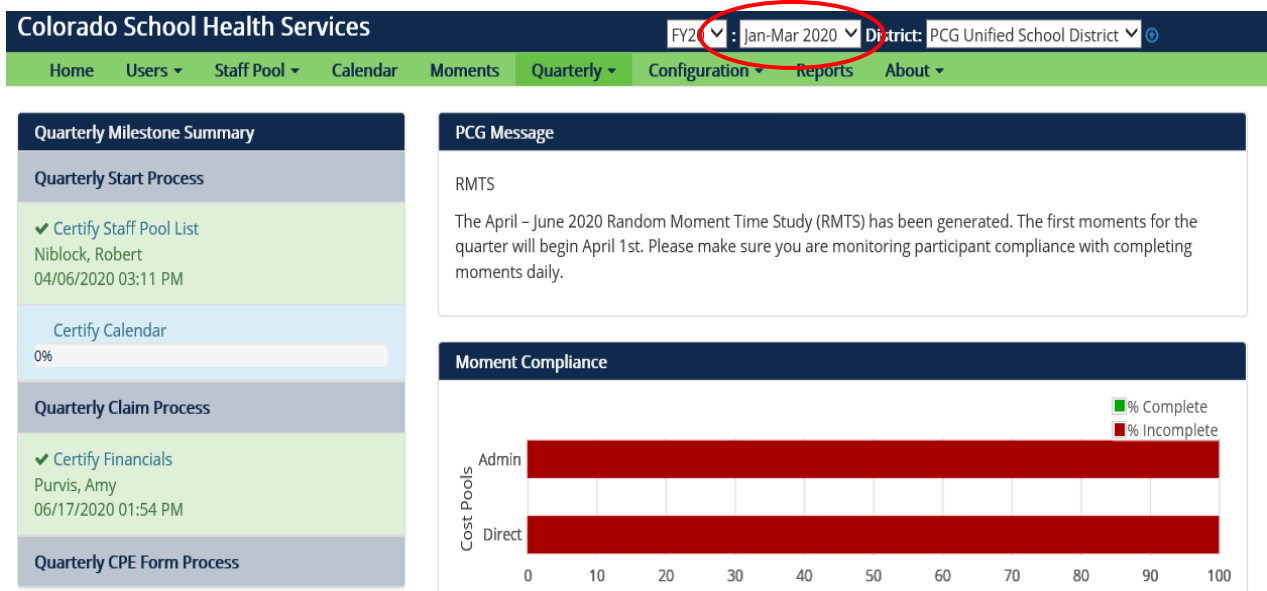 Colorado School Health Services
FY20 : Jan-Mar 2020 District: PCG Unified School District
Home Users Staff Pool Calendar Moments Quarterly Configuration Reports About
Quarterly Milestone Summary
Quarterly Start Process
Certify Staff Pool List
Niblock, Robert
04/06/2020 03:11 PM
Certify Calendar
0%
Quarterly Claim Process
Certify Financials
Purvis, Amy
06/17/2020 01:54 PM
Quarterly CPE Form Process
PCG Message
RMTS
The April – June 2020 Random Moment Time Study (RMTS) has been generated. The first moments for the
quarter will begin April 1st. Please make sure you are monitoring participant compliance with completing
moments daily.
Moment Compliance
% Complete
% Incomplete
Cost Pools
Admin
Direct
0 10 20 30 40 50 60 70 80 90 100